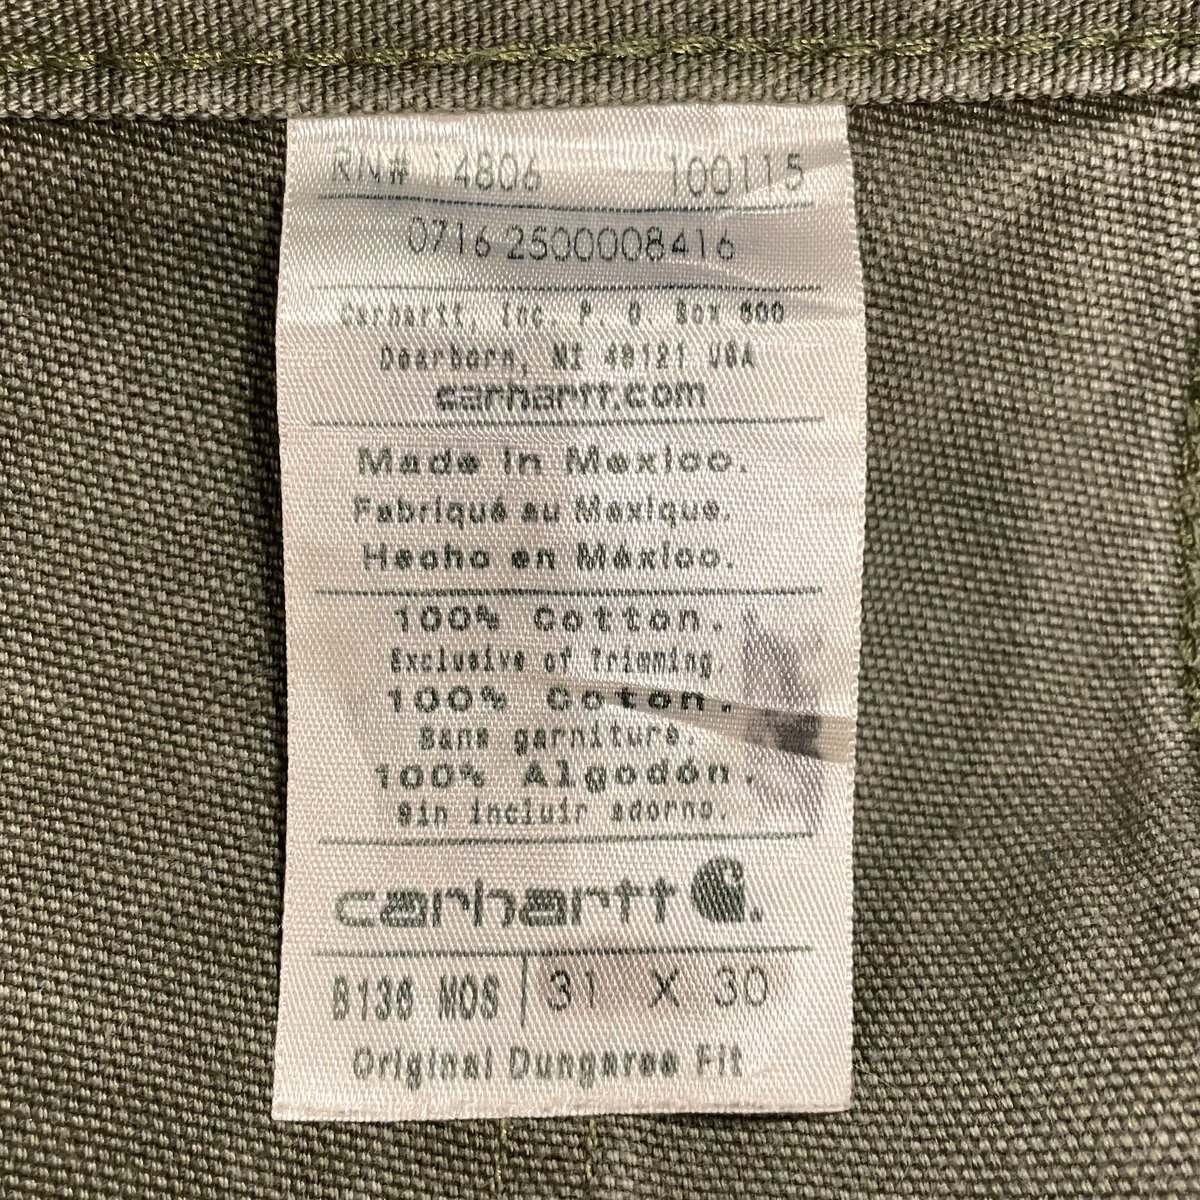 RN# 14806 100115
0716 2500008416
Carhartt, Inc. P. O. Box 600
Dearborn, MI 48121 USA
carhartt.com
Made in Mexico.
Fabriqué au Mexique.
Hecho en México.
100% Cotton.
Exclusive of Trimming.
100% Coton.
Sans garniture.
100% Algodón.
Sin incluir adorno.
carhartt
B136 MOS 31 X 30
Original Dungaree Fit